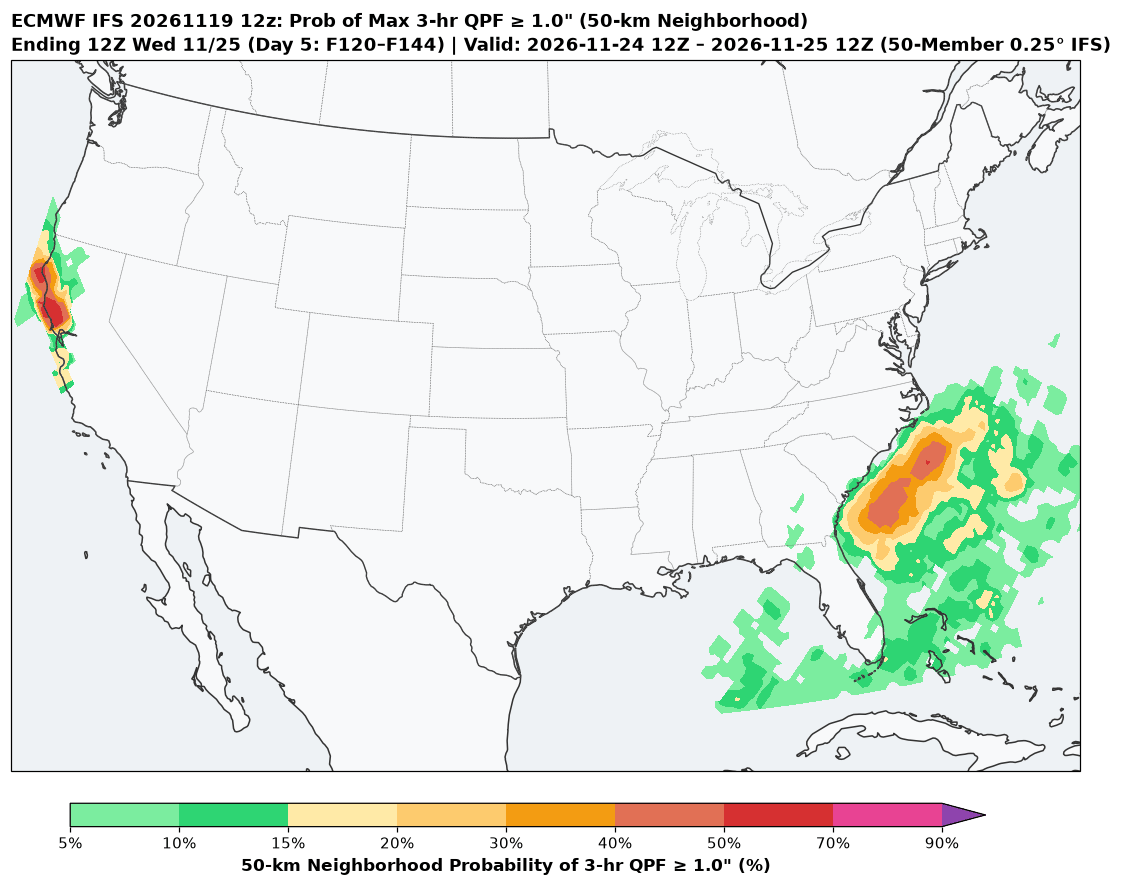 ECMWF IFS 20261119 12z: Prob of Max 3-hr QPF ≥ 1.0" (50-km Neighborhood)
Ending 12Z Wed 11/25 (Day 5: F120–F144) | Valid: 2026-11-24 12Z – 2026-11-25 12Z (50-Member 0.25° IFS)
5% 10% 15% 20% 30% 40% 50% 70% 90%
50-km Neighborhood Probability of 3-hr QPF ≥ 1.0" (%)